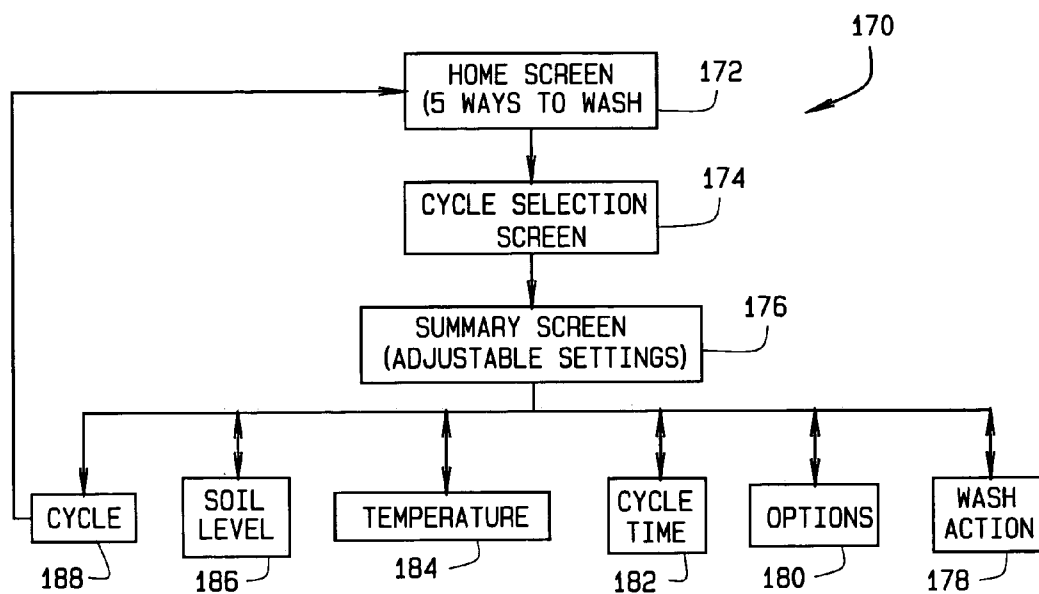 170
HOME SCREEN
(5 WAYS TO WASH
172
174
CYCLE SELECTION
SCREEN
176
SUMMARY SCREEN
(ADJUSTABLE SETTINGS)
CYCLE
188
SOIL
LEVEL
186
TEMPERATURE
184
CYCLE
TIME
182
OPTIONS
180
WASH
ACTION
178